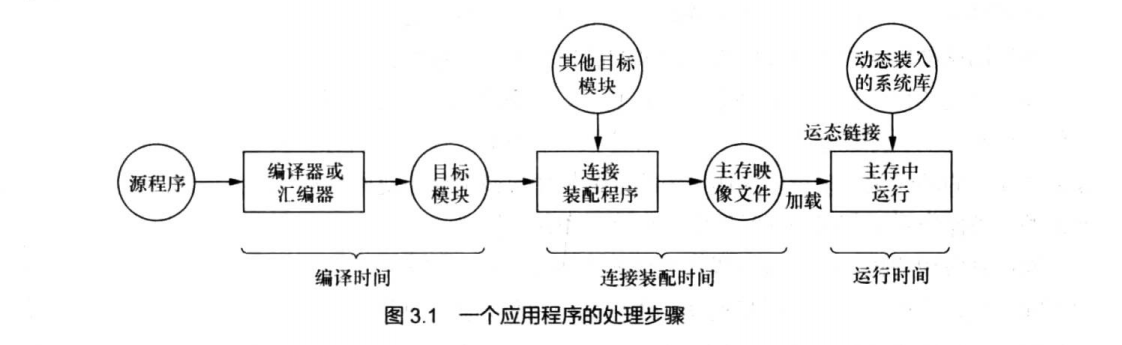 其他目标
模块
动态装入
的系统库
运态链接
源程序
编译器或
汇编器
目标
模块
连接
装配程序
主存映
像文件
加载
主存中
运行
编译时间
连接装配时间
运行时间
图 3.1 一个应用程序的处理步骤